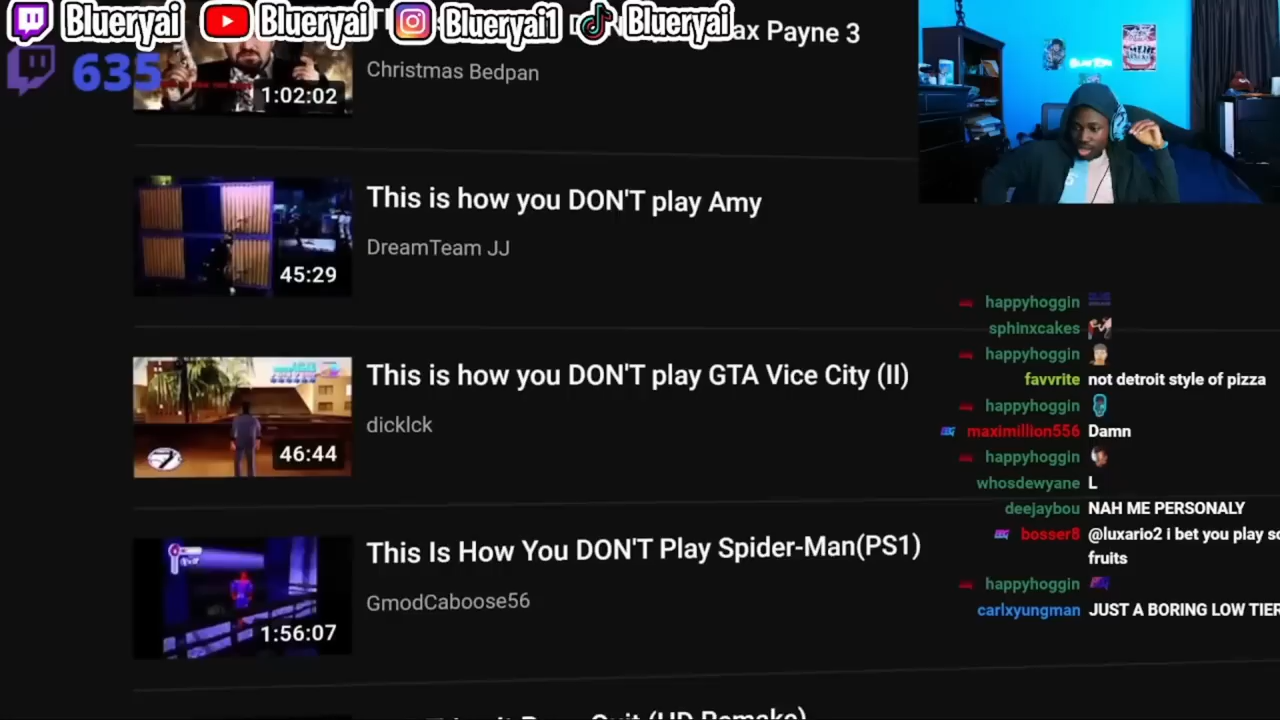 Blueryai Blueryai Blueryai1 Blueryai
635
ax Payne 3
Christmas Bedpan
1:02:02
This is how you DON'T play Amy
DreamTeam JJ
45:29
This is how you DON'T play GTA Vice City (II)
dicklck
46:44
This Is How You DON'T Play Spider-Man(PS1)
GmodCaboose56
1:56:07
(HD Remake)
happyhoggin
sphinxcakes
happyhoggin
favvrite not detroit style of pizza
happyhoggin
maximillion556 Damn
happyhoggin
whosdewyane L
deejaybou NAH ME PERSONALY
bosser8 @luxario2 i bet you play so
fruits
happyhoggin
carlxyungman JUST A BORING LOW TIER